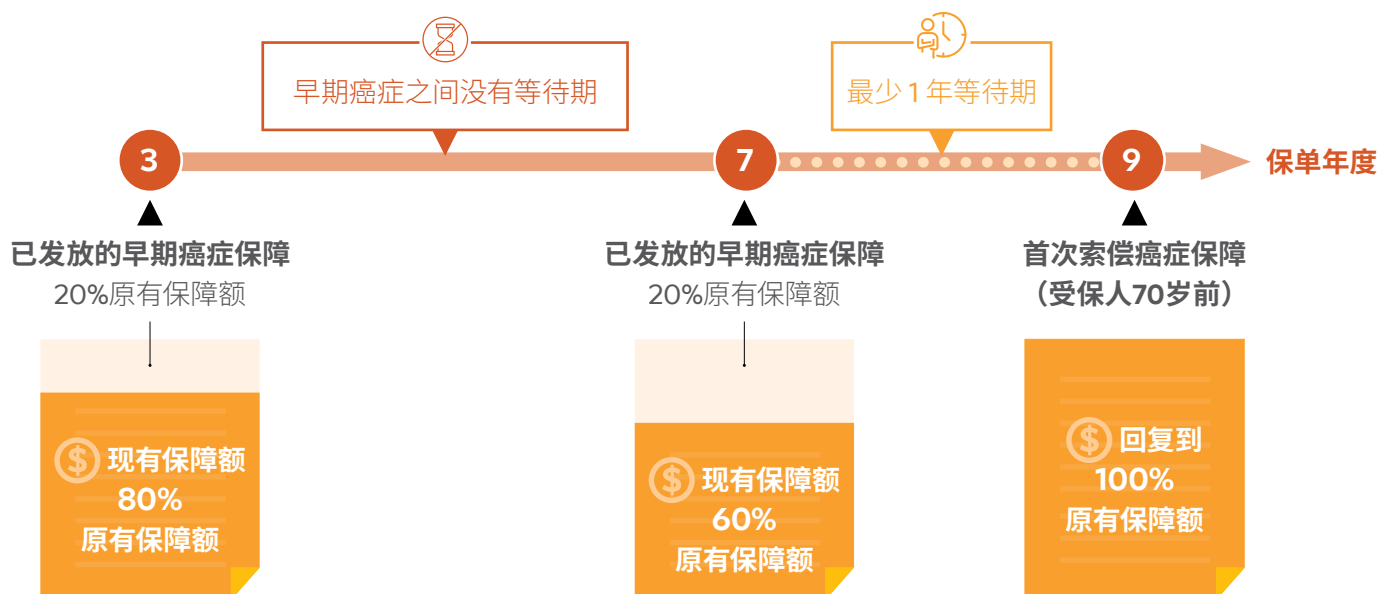 早期癌症之间没有等待期
最少 1 年等待期
3
7
9
保单年度
已发放的早期癌症保障
20%原有保障额
已发放的早期癌症保障
20%原有保障额
首次索偿癌症保障
（受保人70岁前）
$ 现有保障额
80%
原有保障额
$ 现有保障额
60%
原有保障额
$ 回复到
100%
原有保障额